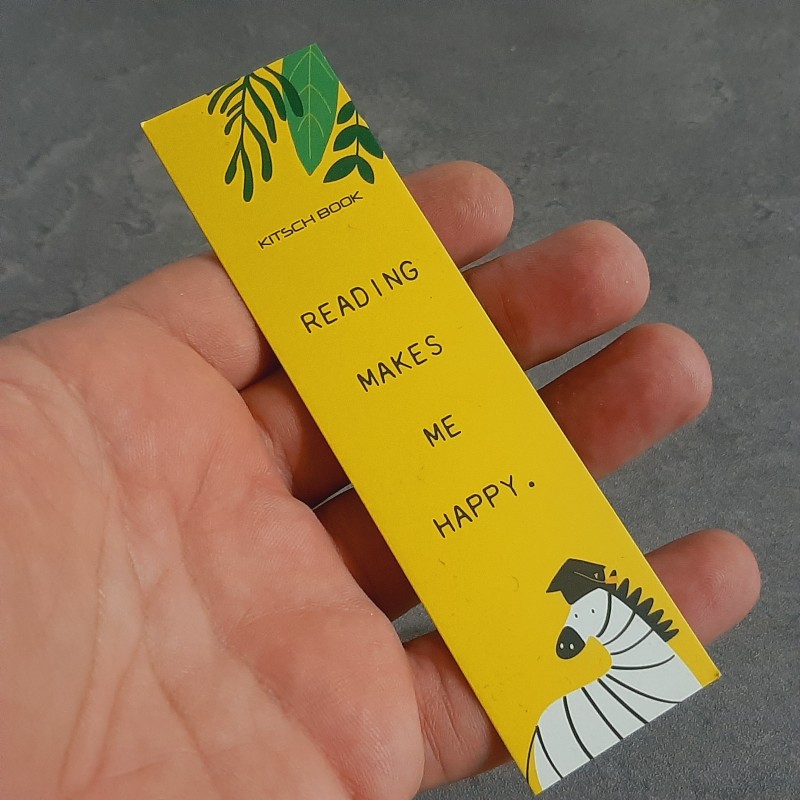 KITSCH BOOK
READING
MAKES
ME
HAPPY.